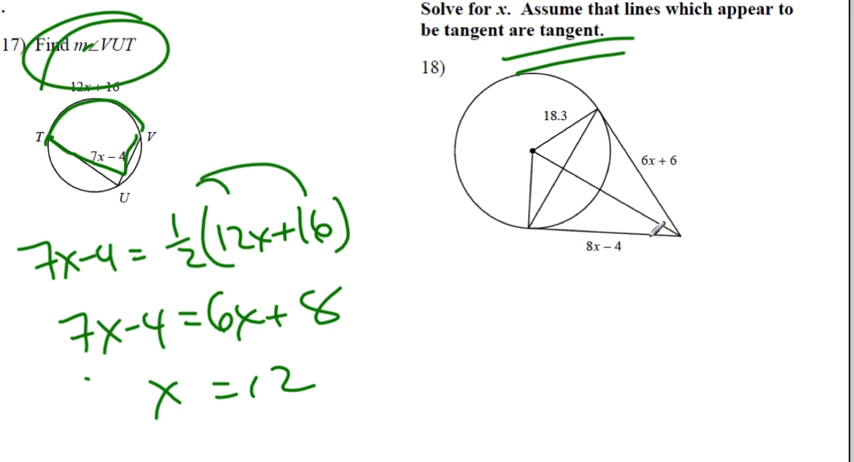 17) Find m∠VUT
12x + 16
T
V
7x – 4
U
7x-4 = 1/2(12x+16)
7x-4 = 6x+8
x = 12
Solve for x. Assume that lines which appear to
be tangent are tangent.
18)
18.3
6x + 6
8x – 4